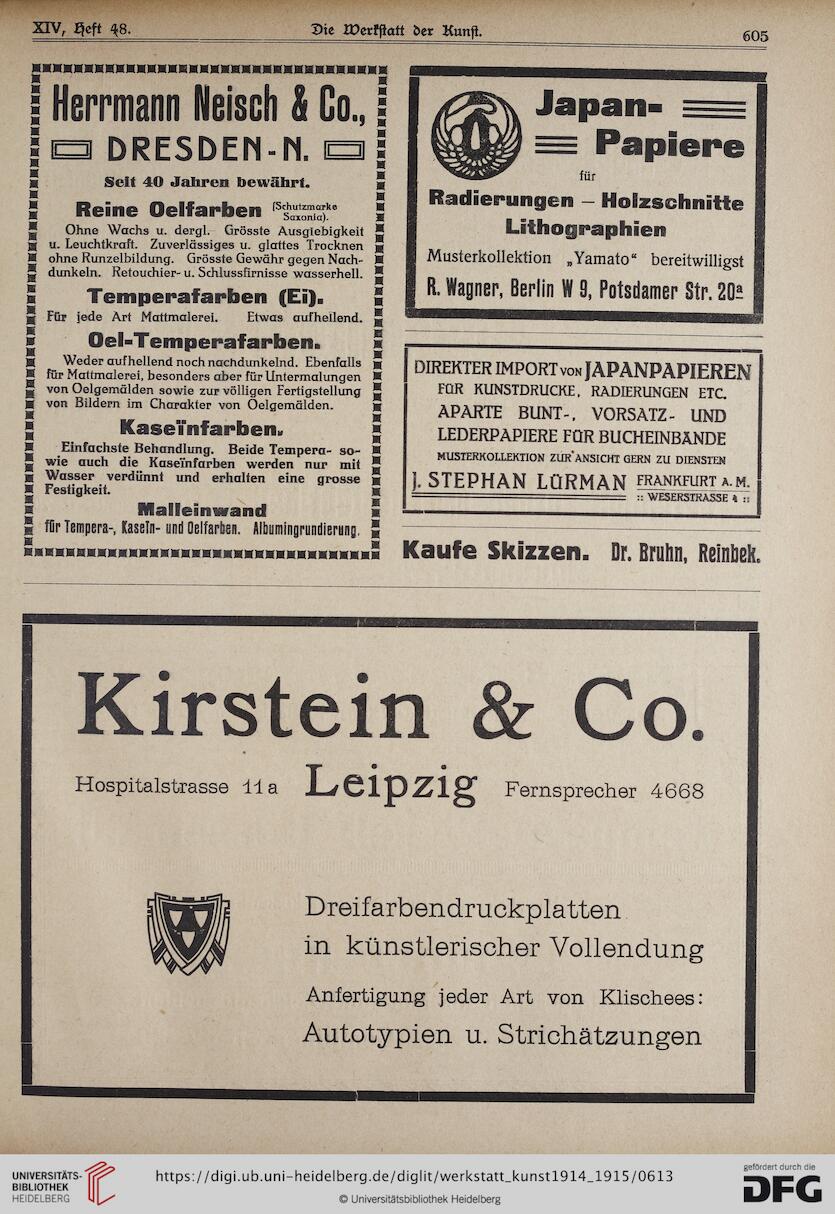 XIV, Heft 48.
Die Werkstatt der Kunst.
605
Herrmann Neisch & Co.,
DRESDEN-N.
Seit 40 Jahren bewährt.
Reine Oelfarben (Schutzmarke Saxonia).
Ohne Wachs u. dergl. Grösste Ausgiebigkeit
u. Leuchtkraft. Zuverlässiges u. glattes Trocknen
ohne Runzelbildung. Grösste Gewähr gegen Nach-
dunkeln. Retouchier- u. Schlussfirnisse wasserhell.
Temperafarben (Ei).
Für jede Art Mattmalerei. Etwas aufhellend.
Oel-Temperafarben.
Weder aufhellend noch nachdunkelnd. Ebenfalls
für Mattmalerei, besonders aber für Untermalungen
von Oelgemälden sowie zur völligen Fertigstellung
von Bildern im Charakter von Oelgemälden.
Kaseïnfarben.
Einfachste Behandlung. Beide Tempera- so-
wie auch die Kaseïnfarben werden nur mit
Wasser verdünnt und erhalten eine grosse
Festigkeit.
Malleinwand
für Tempera-, Kaseïn- und Oelfarben. Albumingrundierung.
Japan-
Papiere
für
Radierungen — Holzschnitte
Lithographien
Musterkollektion „Yamato“ bereitwilligst
R. Wagner, Berlin W 9, Potsdamer Str. 20a
DIREKTER IMPORT VON JAPANPAPIEREN
FÜR KUNSTDRUCKE, RADIERUNGEN ETC.
APARTE BUNT-, VORSATZ- UND
LEDERPAPIERE FÜR BUCHEINBÄNDE
MUSTERKOLLEKTION ZUR ANSICHT GERN ZU DIENSTEN
J. STEPHAN LÜRMAN FRANKFURT A. M.
:: WESERSTRASSE 4 ::
Kaufe Skizzen. Dr. Bruhn, Reinbek.
Kirstein & Co.
Hospitalstrasse 11a Leipzig Fernsprecher 4668
Dreifarbendruckplatten
in künstlerischer Vollendung
Anfertigung jeder Art von Klischees:
Autotypien u. Strichätzungen
UNIVERSITÄTS-
BIBLIOTHEK
HEIDELBERG
https://digi.ub.uni-heidelberg.de/diglit/werkstatt_kunst1914_1915/0613
© Universitätsbibliothek Heidelberg
gefördert durch die
DFG